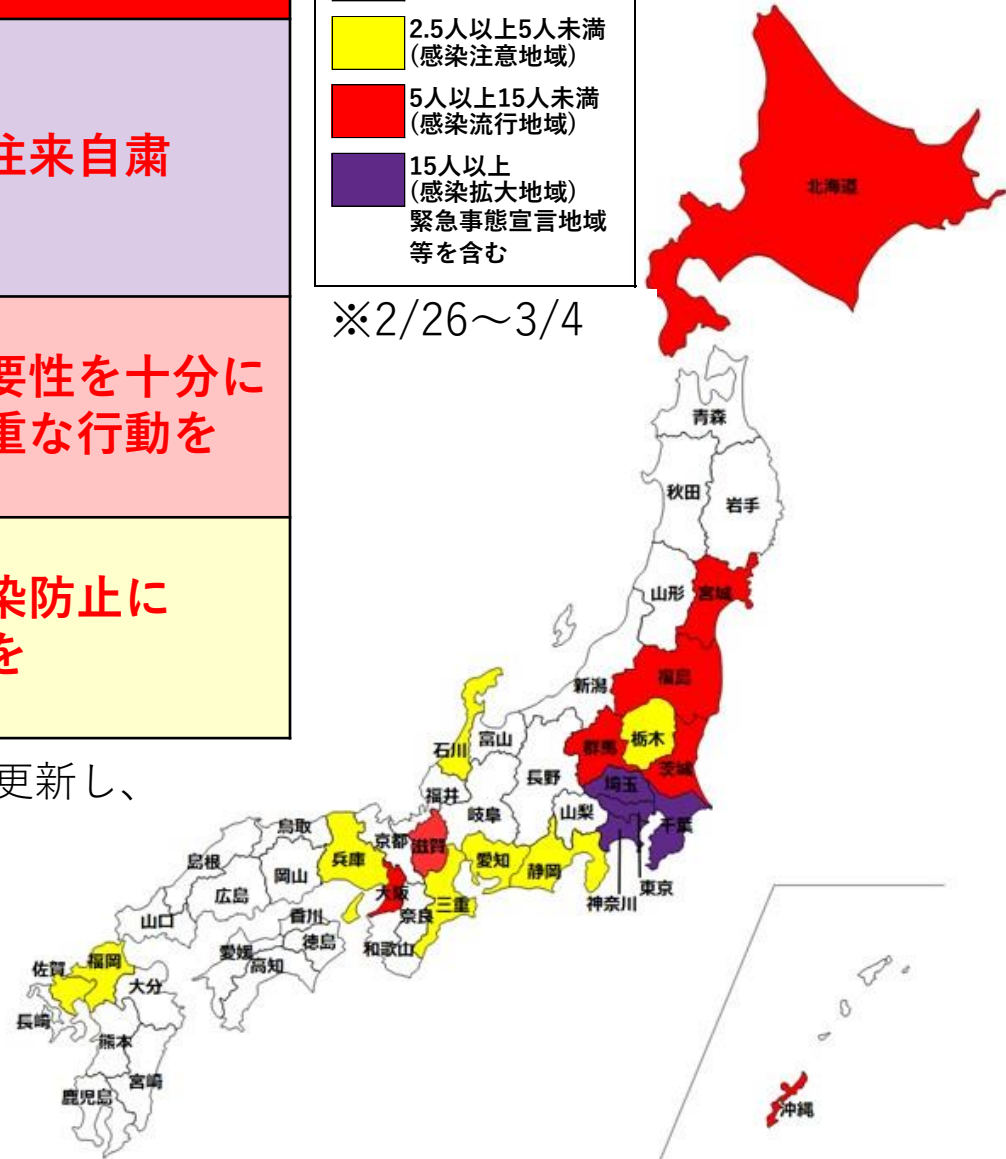 往来自粛
要性を十分に
重な行動を
染防止に
を
更新し、
2.5人以上5人未満
(感染注意地域)
5人以上15人未満
(感染流行地域)
15人以上
(感染拡大地域)
緊急事態宣言地域
等を含む
※2/26～3/4
北海道
青森
秋田
岩手
山形
宮城
新潟
福島
石川
富山
群馬
栃木
長野
茨城
埼玉
福井
岐阜
山梨
千葉
鳥取
京都
滋賀
島根
兵庫
愛知
静岡
岡山
東京
広島
大阪
神奈川
三重
山口
香川
奈良
徳島
和歌山
愛媛
高知
佐賀
福岡
大分
長崎
熊本
宮崎
鹿児島
沖縄